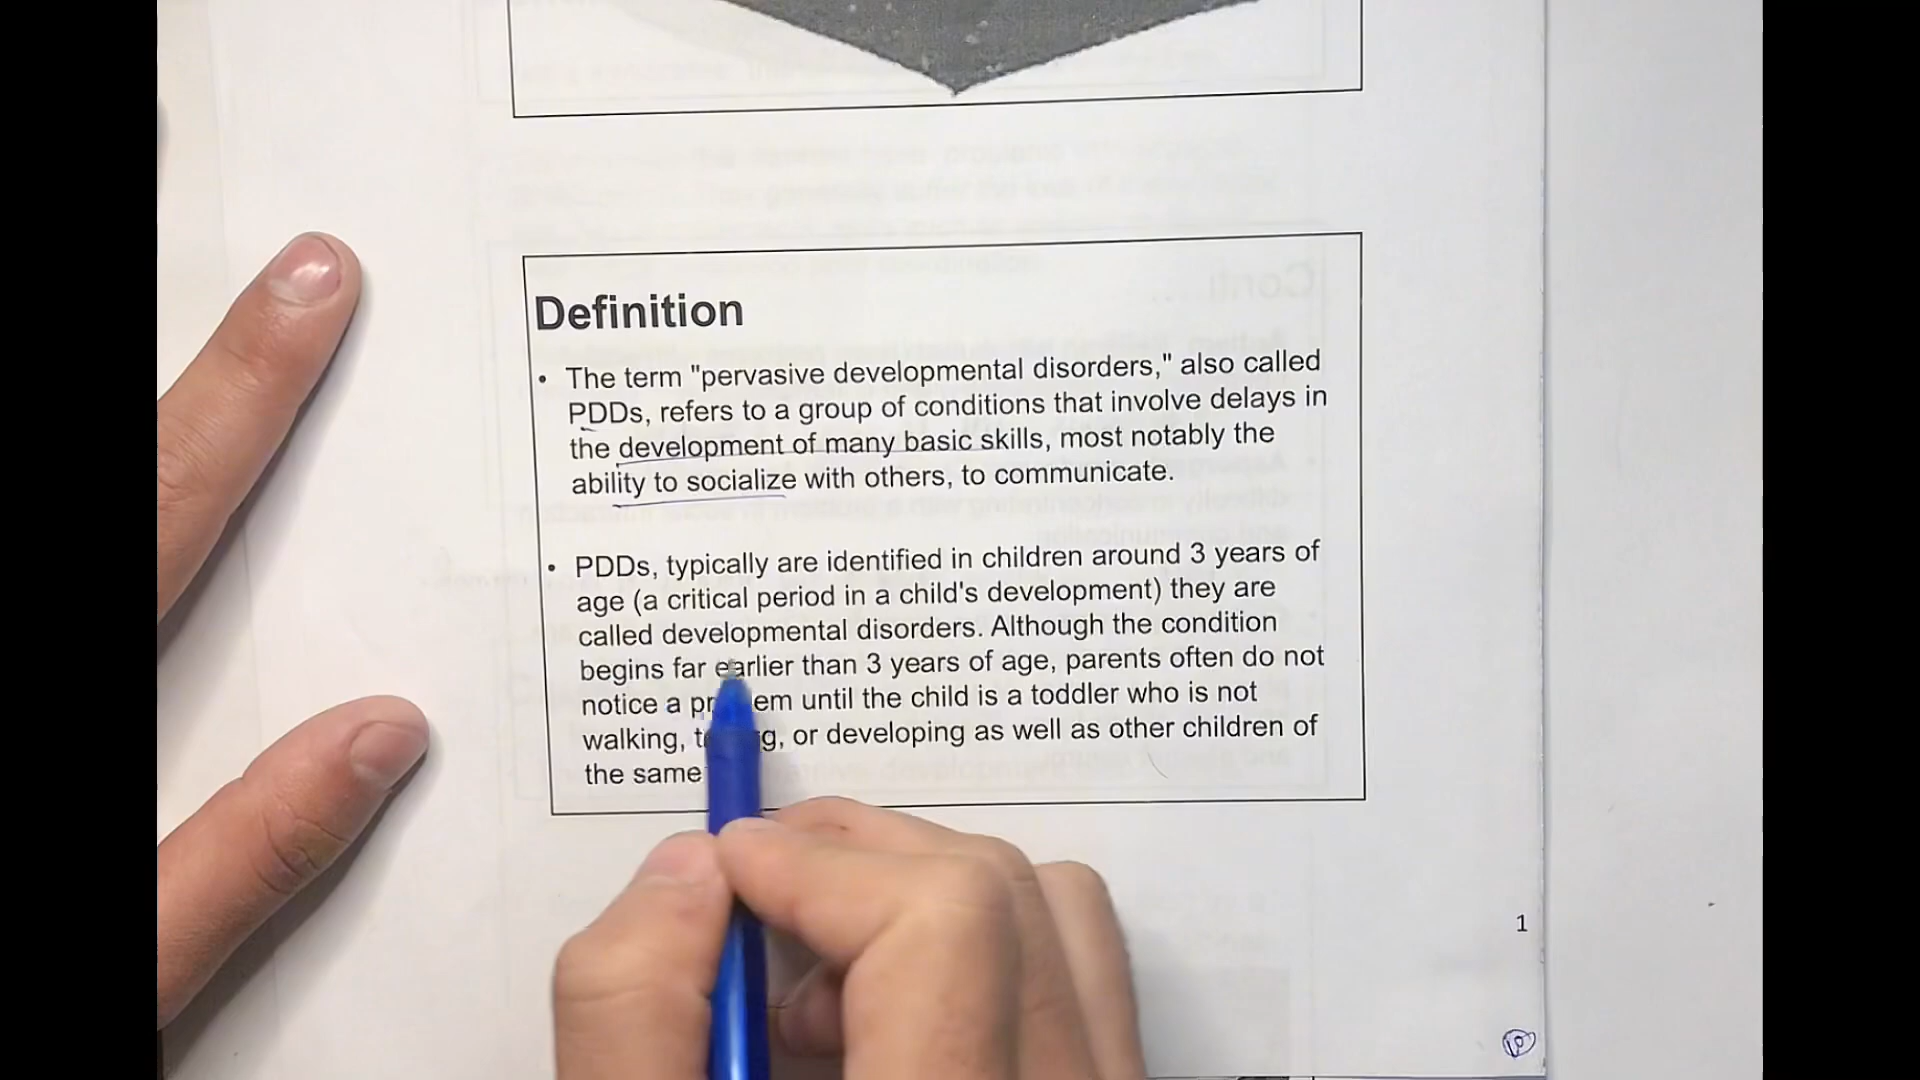 Definition
• The term "pervasive developmental disorders," also called
PDDs, refers to a group of conditions that involve delays in
the development of many basic skills, most notably the
ability to socialize with others, to communicate.
• PDDs, typically are identified in children around 3 years of
age (a critical period in a child's development) they are
called developmental disorders. Although the condition
begins far earlier than 3 years of age, parents often do not
notice a problem until the child is a toddler who is not
walking, or developing as well as other children of
the same
1